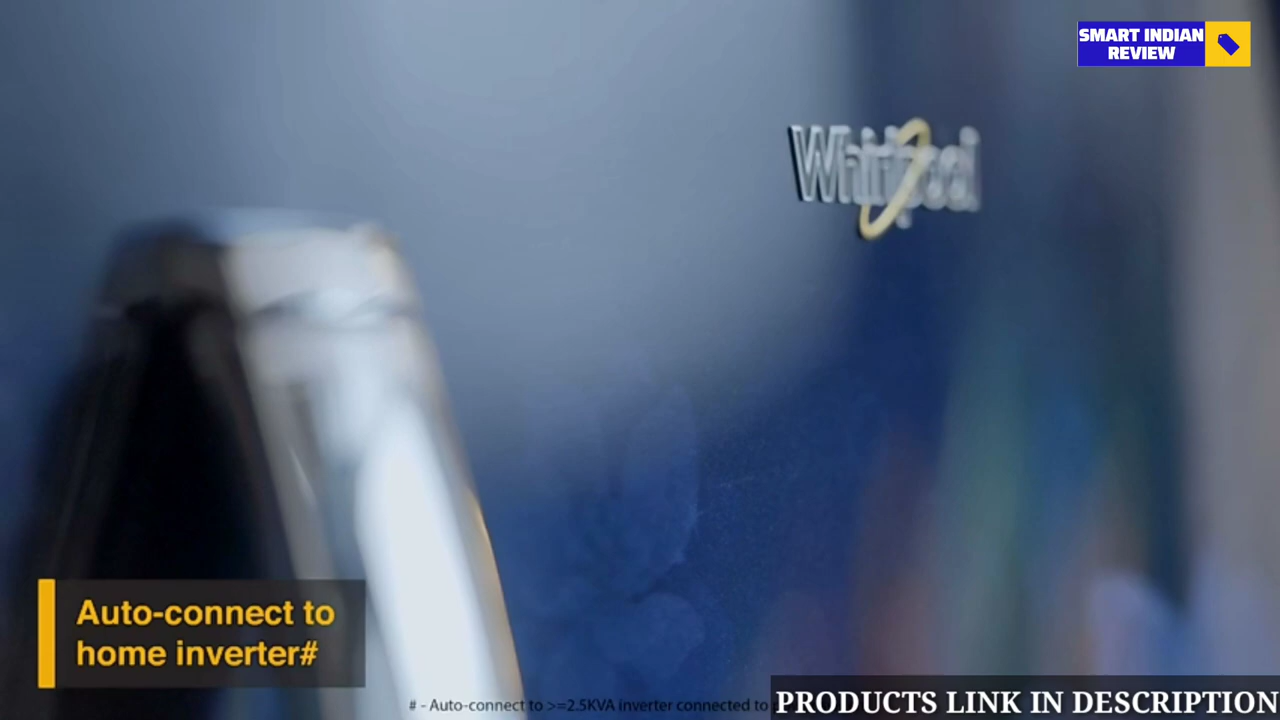 SMART INDIAN
REVIEW
Whirlpool
Auto-connect to
home inverter#
# - Auto-connect to >=2.5KVA inverter connected to
PRODUCTS LINK IN DESCRIPTION